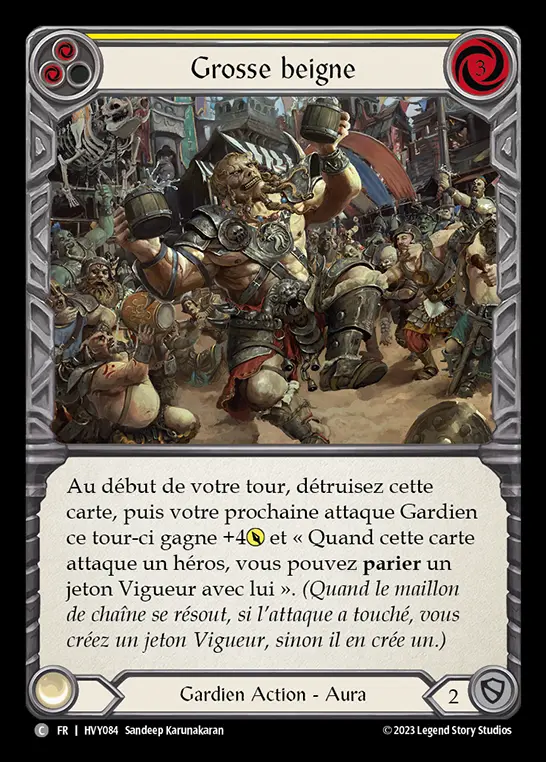 Grosse beigne
3
Au début de votre tour, détruisez cette
carte, puis votre prochaine attaque Gardien
ce tour-ci gagne +4 et « Quand cette carte
attaque un héros, vous pouvez parier un
jeton Vigueur avec lui ». (Quand le maillon
de chaîne se résout, si l'attaque a touché, vous
créez un jeton Vigueur, sinon il en crée un.)
Gardien Action - Aura
2
C FR | HVY084 Sandeep Karunakaran
© 2023 Legend Story Studios